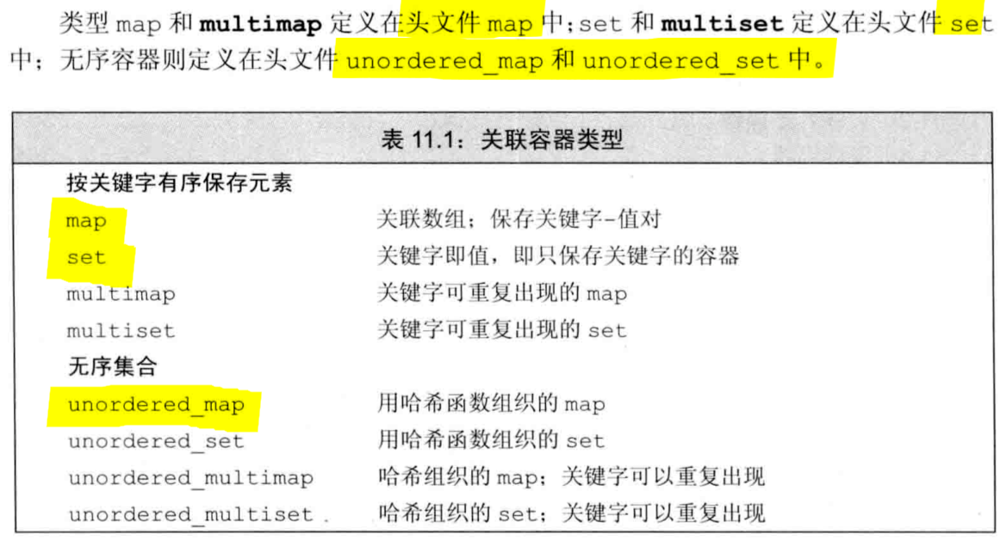 类型 map 和 multimap 定义在头文件 map 中;set 和 multiset 定义在头文件 set
中；无序容器则定义在头文件 unordered_map 和 unordered_set 中。
表 11.1：关联容器类型
按关键字有序保存元素
map 关联数组；保存关键字-值对
set 关键字即值，即只保存关键字的容器
multimap 关键字可重复出现的 map
multiset 关键字可重复出现的 set
无序集合
unordered_map 用哈希函数组织的 map
unordered_set 用哈希函数组织的 set
unordered_multimap 哈希组织的 map；关键字可以重复出现
unordered_multiset 哈希组织的 set；关键字可以重复出现